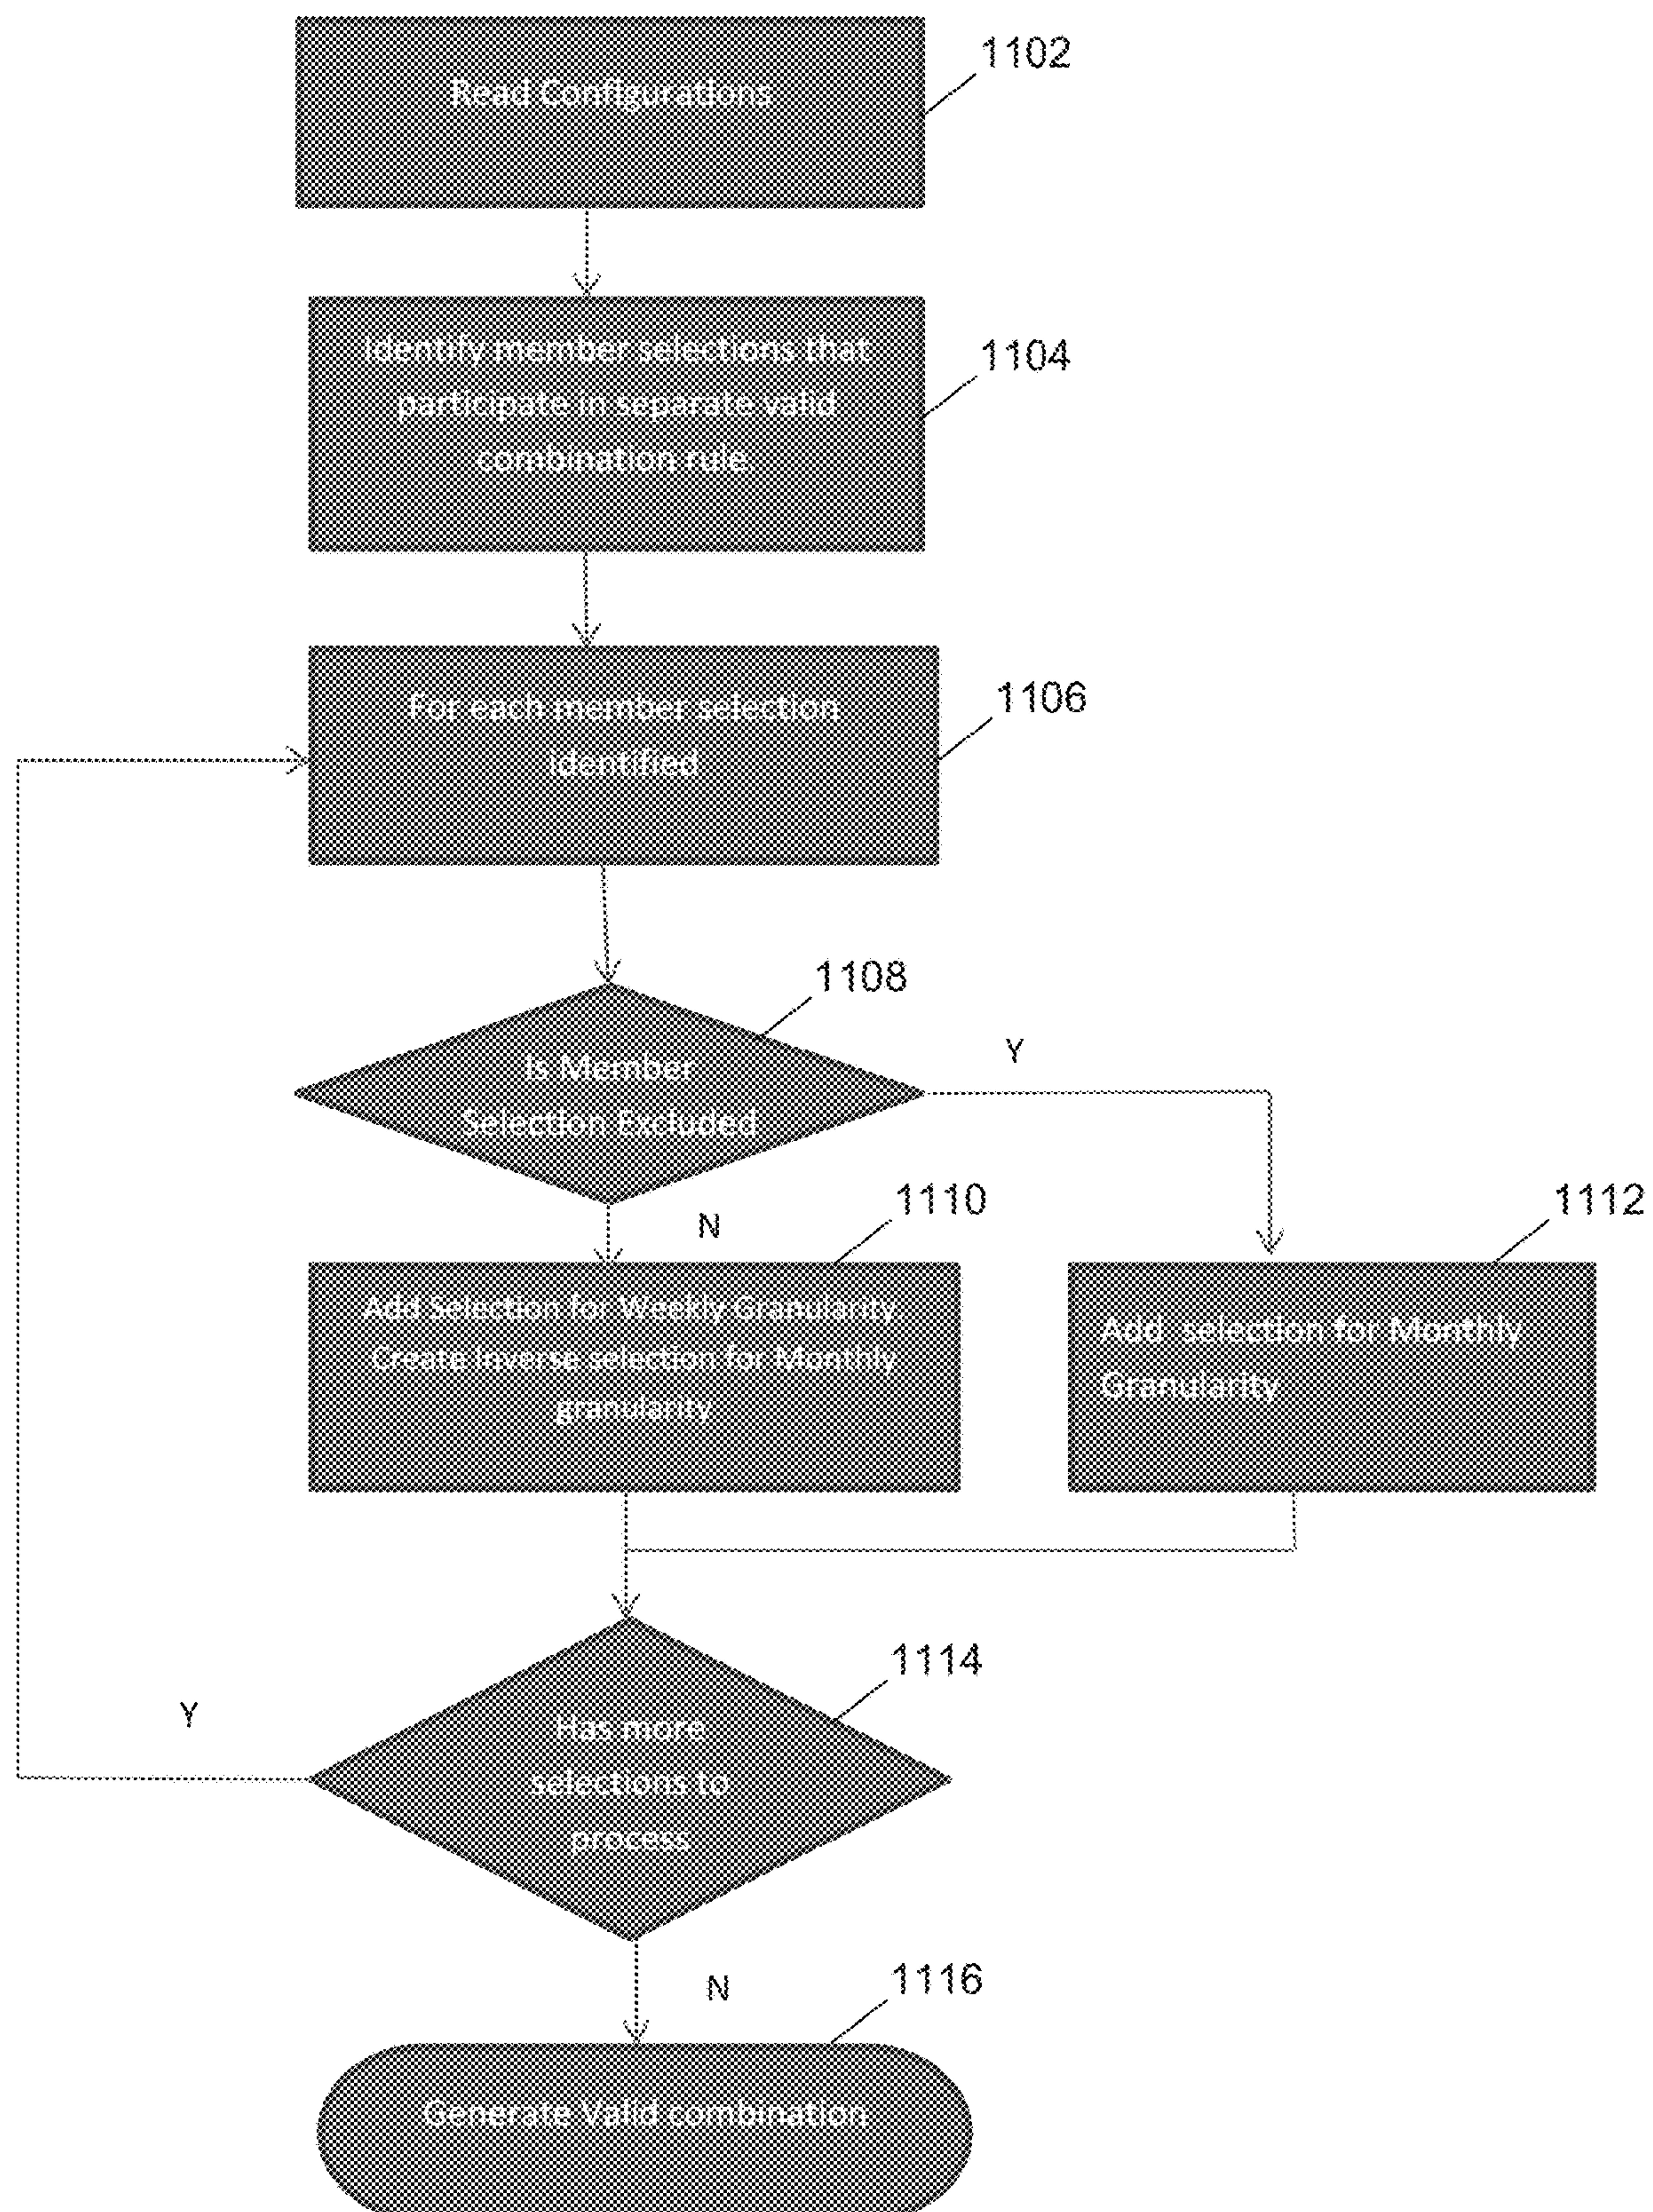 Read Configurations
1102
Identify member selections that
participate in separate valid
combination rule.
1104
For each member selection
identified
1106
Is Member
Selection Excluded
1108
Y
N
Add Selection for Weekly Granularity
Create Inverse selection for Monthly
granularity
1110
Add selection for Monthly
Granularity
1112
Has more
selections to
process
1114
Y
N
Generate Valid combination
1116